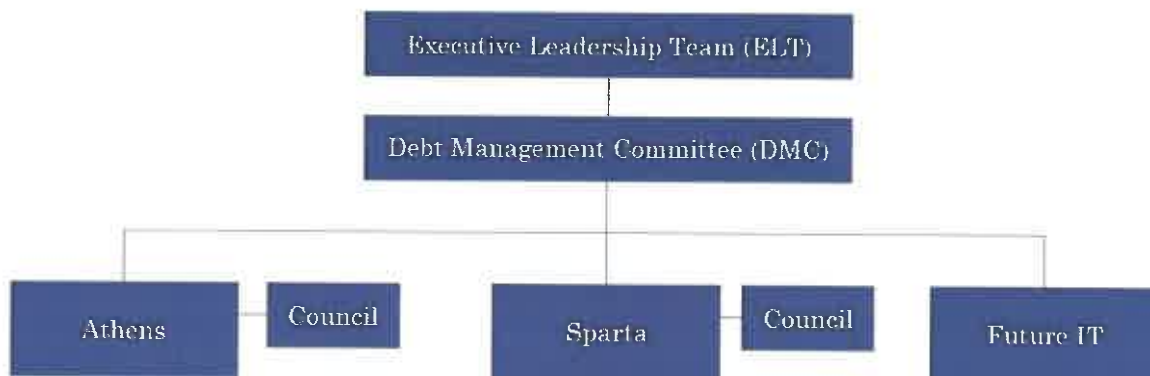 Executive Leadership Team (ELT)
Debt Management Committee (DMC)
Athens
Council
Sparta
Council
Future IT